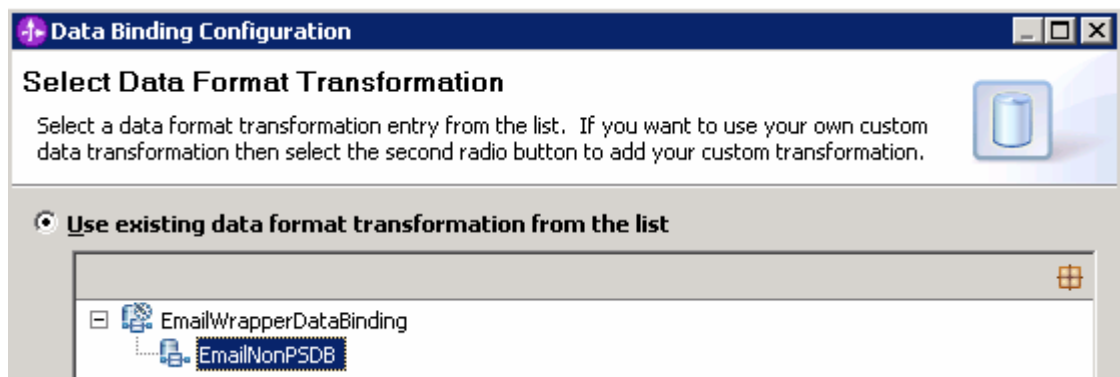 Data Binding Configuration
Select Data Format Transformation
Select a data format transformation entry from the list.  If you want to use your own custom
data transformation then select the second radio button to add your custom transformation.
Use existing data format transformation from the list
EmailWrapperDataBinding
EmailNonPSDB